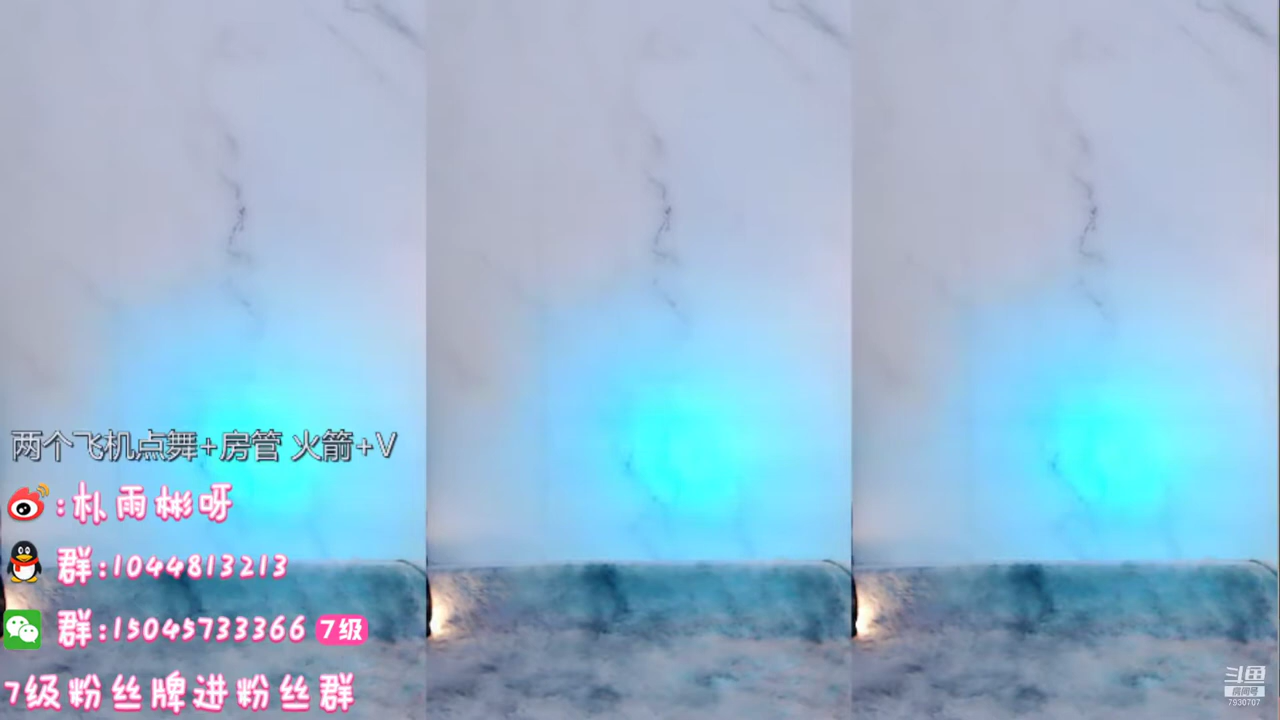 两个飞机点舞+房管 火箭+V
:朴雨彬呀
群:1044813213
群:15045733366 7级
7级粉丝牌进粉丝群
斗鱼
房间号
7930707